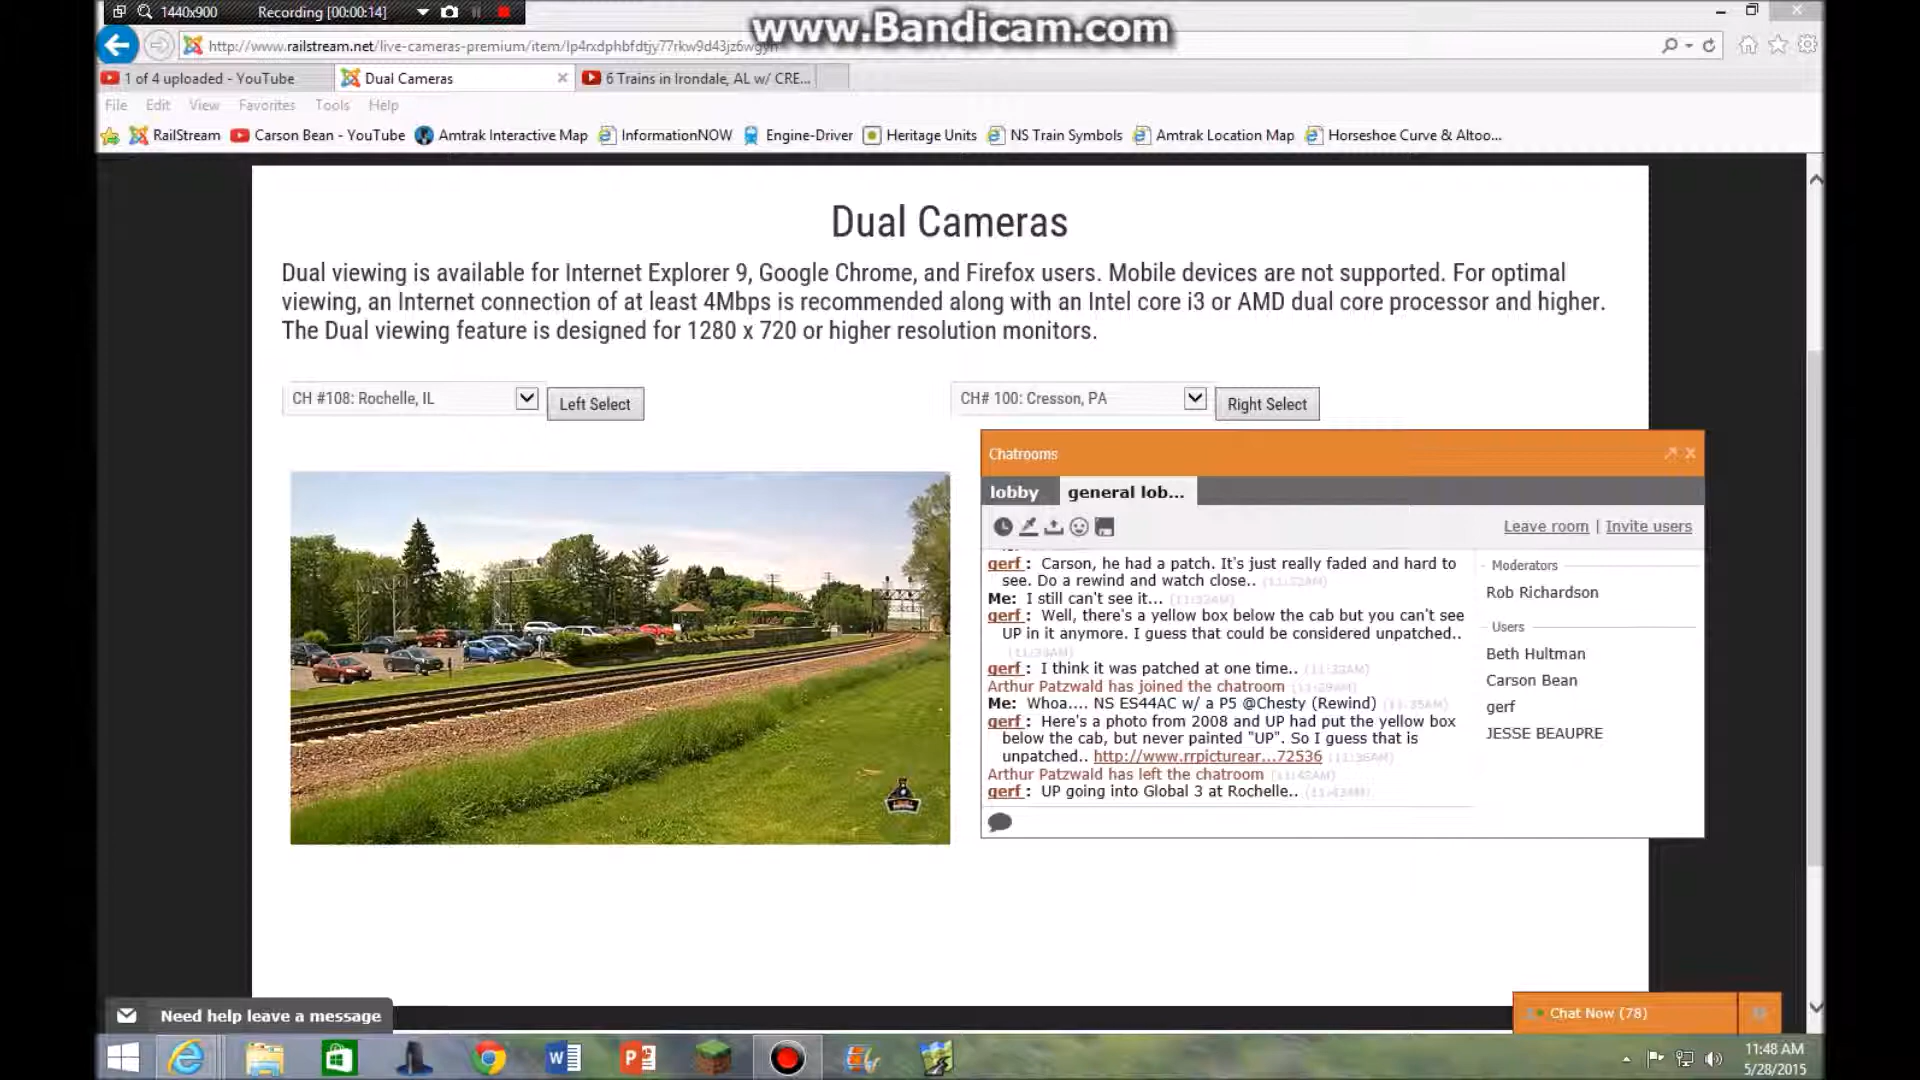 1440x900
Recording [00:00:14]
www.Bandicam.com
http://www.railstream.net/live-cameras-premium/item/lp4rxdphbfdtjy77rkw9d43jz6wgyn
1 of 4 uploaded - YouTube
Dual Cameras
6 Trains in Irondale, AL w/ CRE...
File Edit View Favorites Tools Help
RailStream Carson Bean - YouTube Amtrak Interactive Map InformationNOW Engine-Driver Heritage Units NS Train Symbols Amtrak Location Map Horseshoe Curve & Altoo...
Dual Cameras
Dual viewing is available for Internet Explorer 9, Google Chrome, and Firefox users. Mobile devices are not supported. For optimal
viewing, an Internet connection of at least 4Mbps is recommended along with an Intel core i3 or AMD dual core processor and higher.
The Dual viewing feature is designed for 1280 x 720 or higher resolution monitors.
CH #108: Rochelle, IL
Left Select
CH# 100: Cresson, PA
Right Select
Chatrooms
lobby
general lob...
Leave room | Invite users
gerf : Carson, he had a patch. It's just really faded and hard to
see. Do a rewind and watch close..
Me: I still can't see it...
gerf : Well, there's a yellow box below the cab but you can't see
UP in it anymore. I guess that could be considered unpatched..
gerf : I think it was patched at one time..
Arthur Patzwald has joined the chatroom
Me: Whoa.... NS ES44AC w/ a P5 @Chesty (Rewind)
gerf : Here's a photo from 2008 and UP had put the yellow box
below the cab, but never painted "UP". So I guess that is
unpatched.. http://www.rrpicturear...72536
Arthur Patzwald has left the chatroom
gerf : UP going into Global 3 at Rochelle..
Moderators
Rob Richardson
Users
Beth Hultman
Carson Bean
gerf
JESSE BEAUPRE
Need help leave a message
Chat Now (78)
11:48 AM
5/28/2015